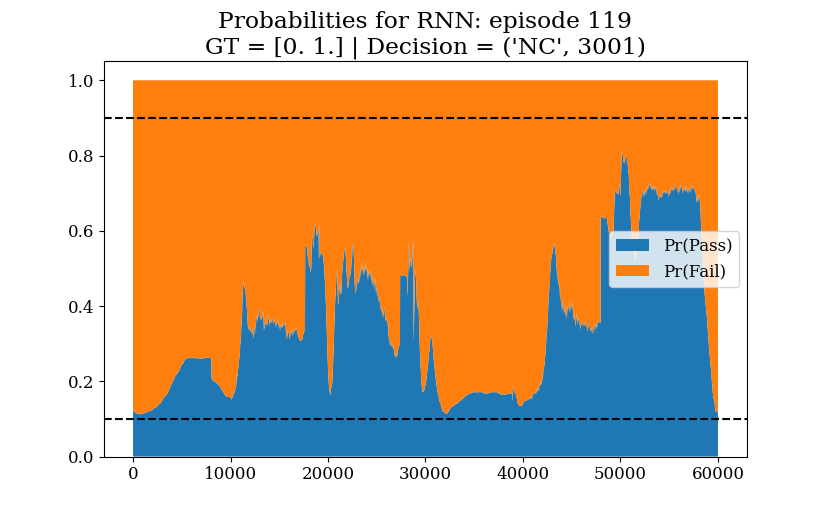 Probabilities for RNN: episode 119
GT = [0. 1.] | Decision = ('NC', 3001)
1.0
0.8
0.6
0.4
0.2
0.0
Pr(Pass)
Pr(Fail)
0 10000 20000 30000 40000 50000 60000